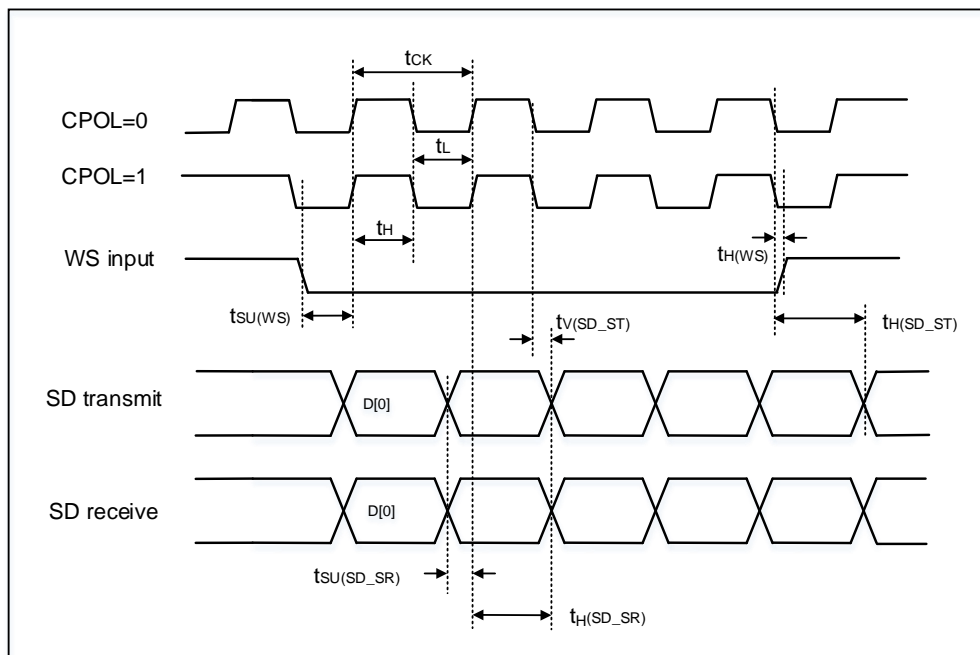 tCK
CPOL=0
tL
CPOL=1
tH
tH(WS)
WS input
tSU(WS)
tV(SD_ST)
tH(SD_ST)
SD transmit
D[0]
SD receive
D[0]
tSU(SD_SR)
tH(SD_SR)